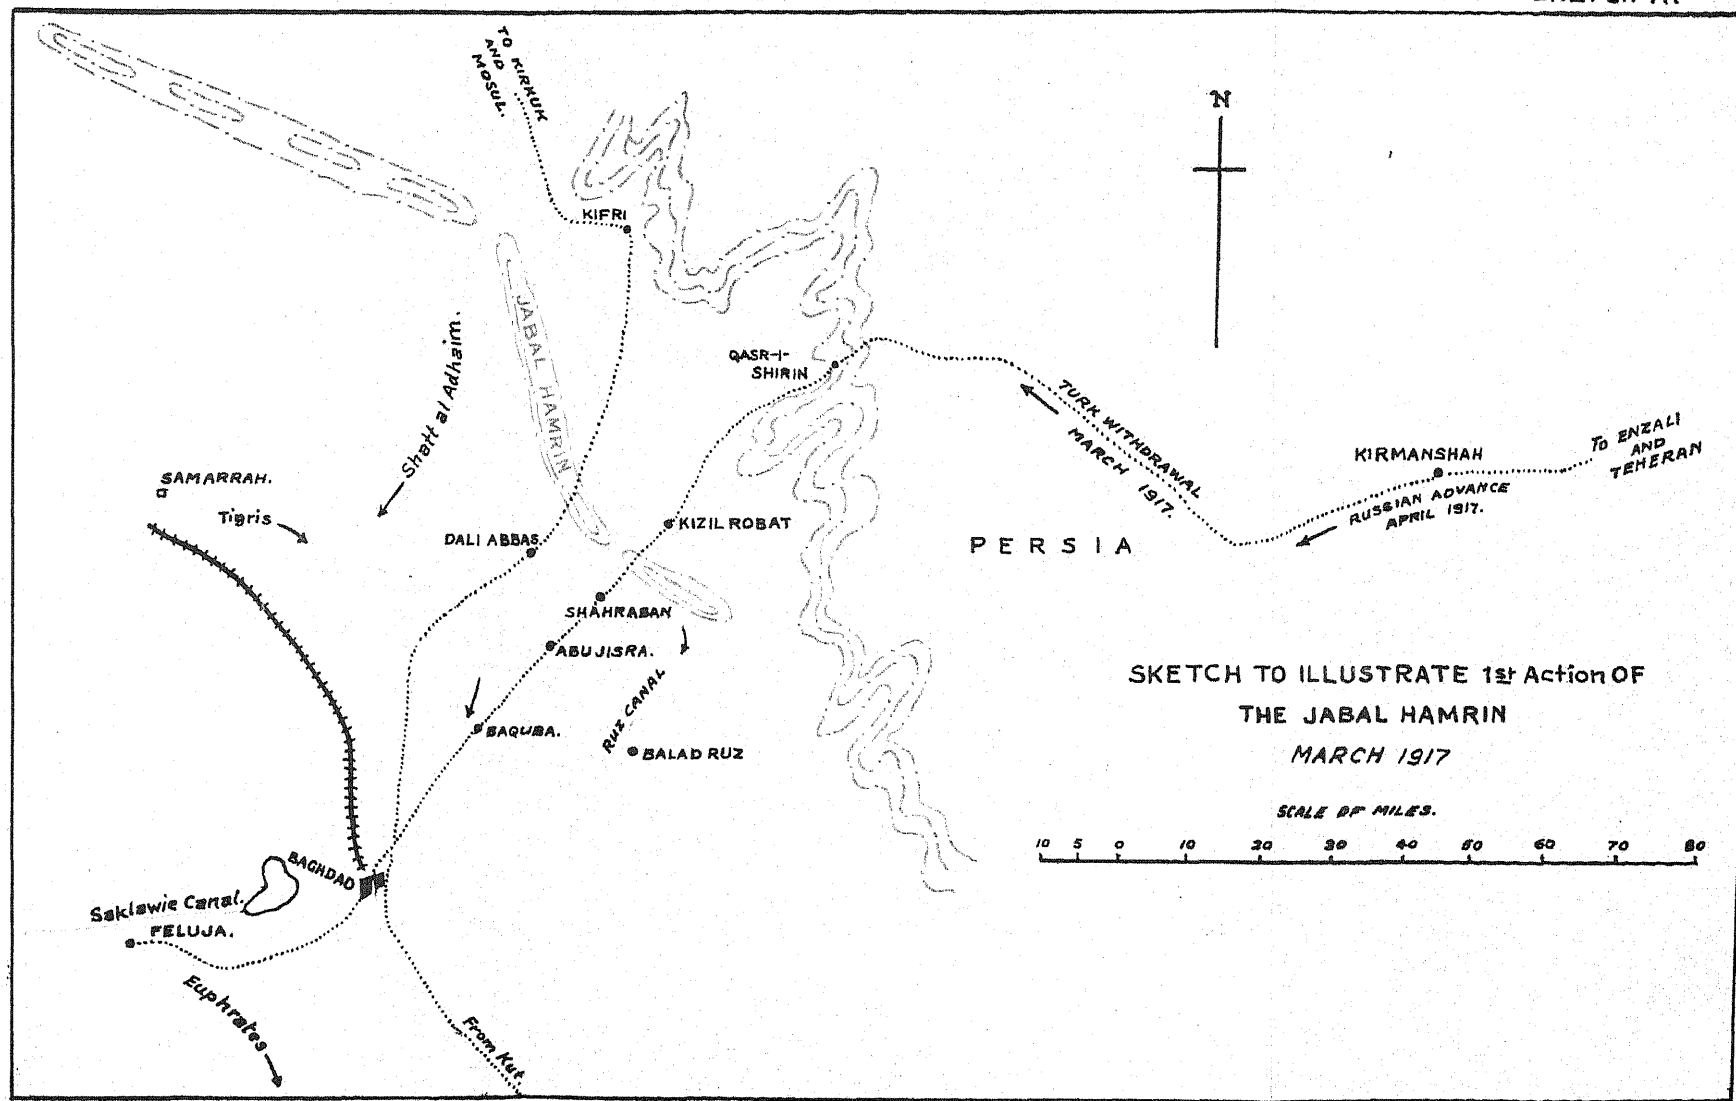 TO KIRKUK
AND
MOSUL.
N
KIFRI
JABAL HAMRIN
Shatt al Adhaim.
QASR-I-
SHIRIN
TURK WITHDRAWAL
MARCH 1917.
KIRMANSHAH
To ENZALI
AND
TEHERAN
RUSSIAN ADVANCE
APRIL 1917.
SAMARRAH.
Tigris
DALI ABBAS.
KIZIL ROBAT
PERSIA
SHAHRABAN
ABU JISRA.
RUZ CANAL
BAQUBA.
BALAD RUZ
SKETCH TO ILLUSTRATE 1st Action OF
THE JABAL HAMRIN
MARCH 1917
SCALE OF MILES.
10 5 0 10 20 30 40 50 60 70 80
BAGHDAD
Saklawie Canal.
FELUJA.
Euphrates
From Kut.